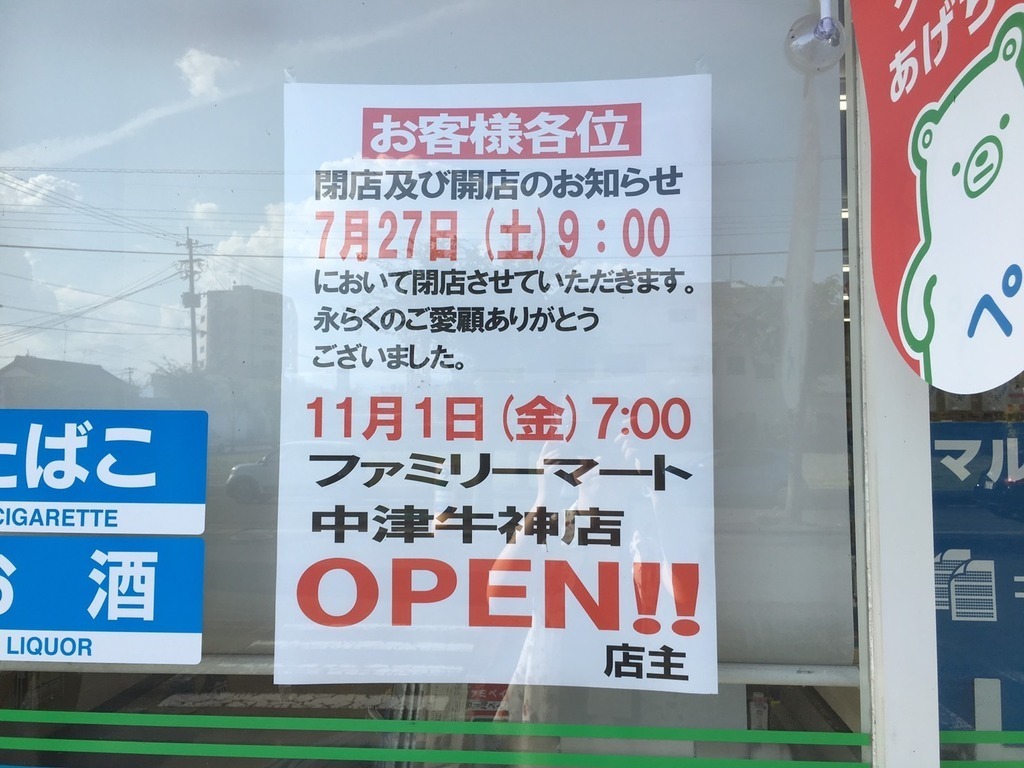 お客様各位
閉店及び開店のお知らせ
7月27日(土)9:00
において閉店させていただきます。
永らくのご愛顧ありがとう
ございました。
11月1日(金)7:00
ファミリーマート
中津牛神店
OPEN!!
店主
たばこ
CIGARETTE
お酒
LIQUOR
あげ
ペ
マル